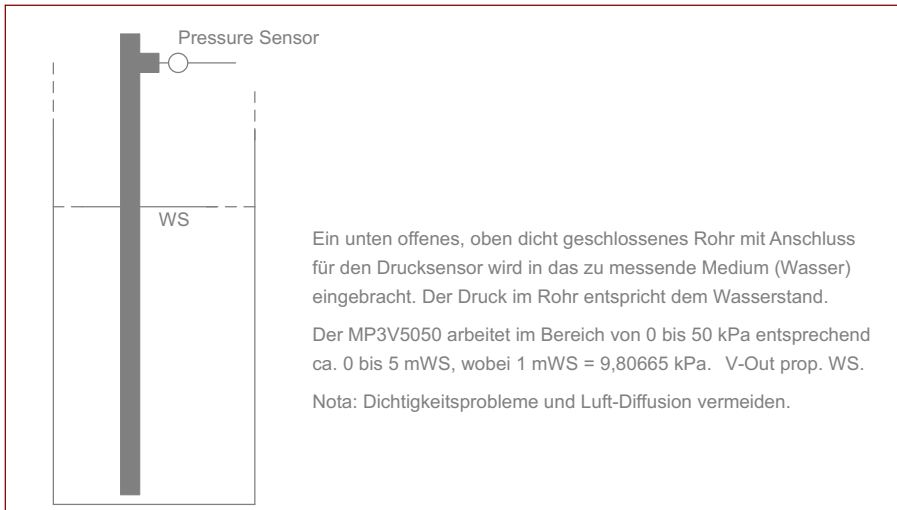 Pressure Sensor
WS
Ein unten offenes, oben dicht geschlossenes Rohr mit Anschluss
für den Drucksensor wird in das zu messende Medium (Wasser)
eingebracht. Der Druck im Rohr entspricht dem Wasserstand.
Der MP3V5050 arbeitet im Bereich von 0 bis 50 kPa entsprechend
ca. 0 bis 5 mWS, wobei 1 mWS = 9,80665 kPa. V-Out prop. WS.
Nota: Dichtigkeitsprobleme und Luft-Diffusion vermeiden.